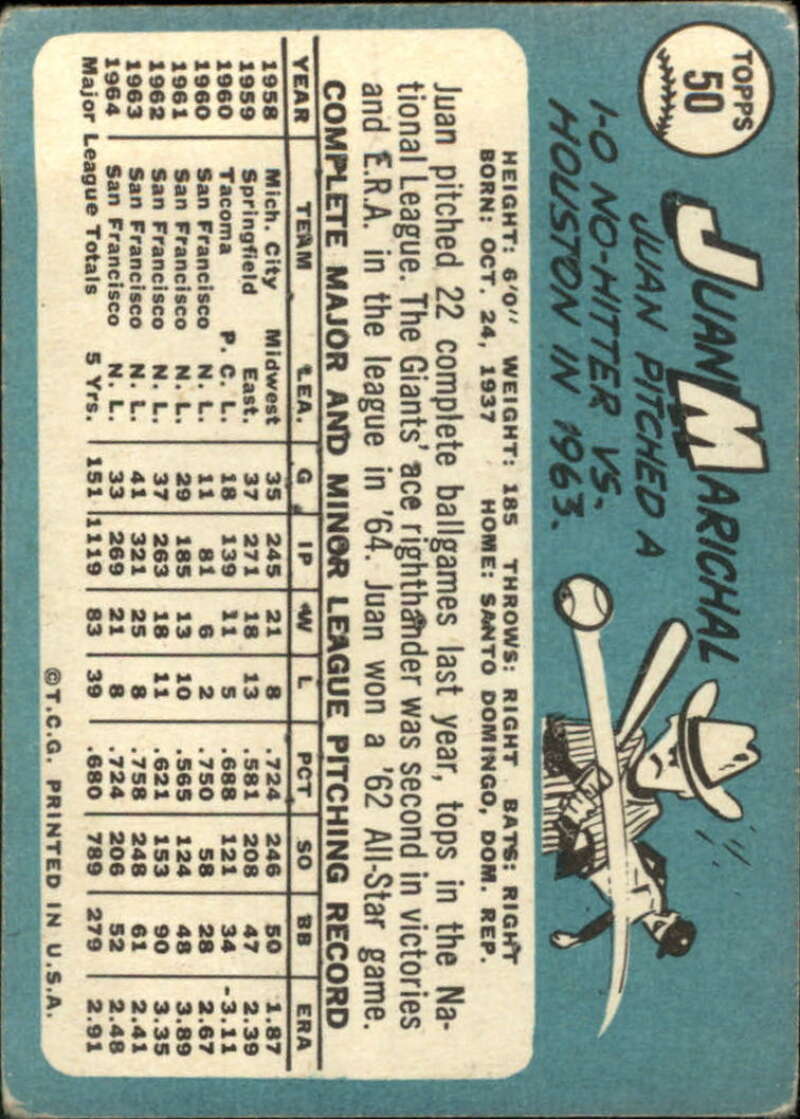 TOPPS
50
JUAN MARICHAL
JUAN PITCHED A
1-0 NO-HITTER VS.
HOUSTON IN 1963.
HEIGHT: 6'0" WEIGHT: 185 THROWS: RIGHT BATS: RIGHT
BORN: OCT. 24, 1937 HOME: SANTO DOMINGO, DOM. REP.
Juan pitched 22 complete ballgames last year, tops in the Na-
tional League. The Giants' ace righthander was second in victories
and E.R.A. in the league in '64. Juan won a '62 All-Star game.
COMPLETE MAJOR AND MINOR LEAGUE PITCHING RECORD
YEAR TEAM LEA. G IP W L PCT SO BB ERA
1958 Mich. City Midwest 35 245 21 8 .724 246 50 1.87
1959 Springfield East. 37 271 18 13 .581 208 47 2.39
1960 Tacoma P. C. L. 18 139 11 5 .688 121 34 3.11
1960 San Francisco N. L. 11 81 6 2 .750 58 28 2.67
1961 San Francisco N. L. 29 185 13 10 .565 124 48 3.89
1962 San Francisco N. L. 37 263 18 11 .621 153 90 3.35
1963 San Francisco N. L. 41 321 25 8 .758 248 61 2.41
1964 San Francisco N. L. 33 269 21 8 .724 206 52 2.48
Major League Totals 5 Yrs. 151 1119 83 39 .680 789 279 2.91
©T.C.G. PRINTED IN U.S.A.